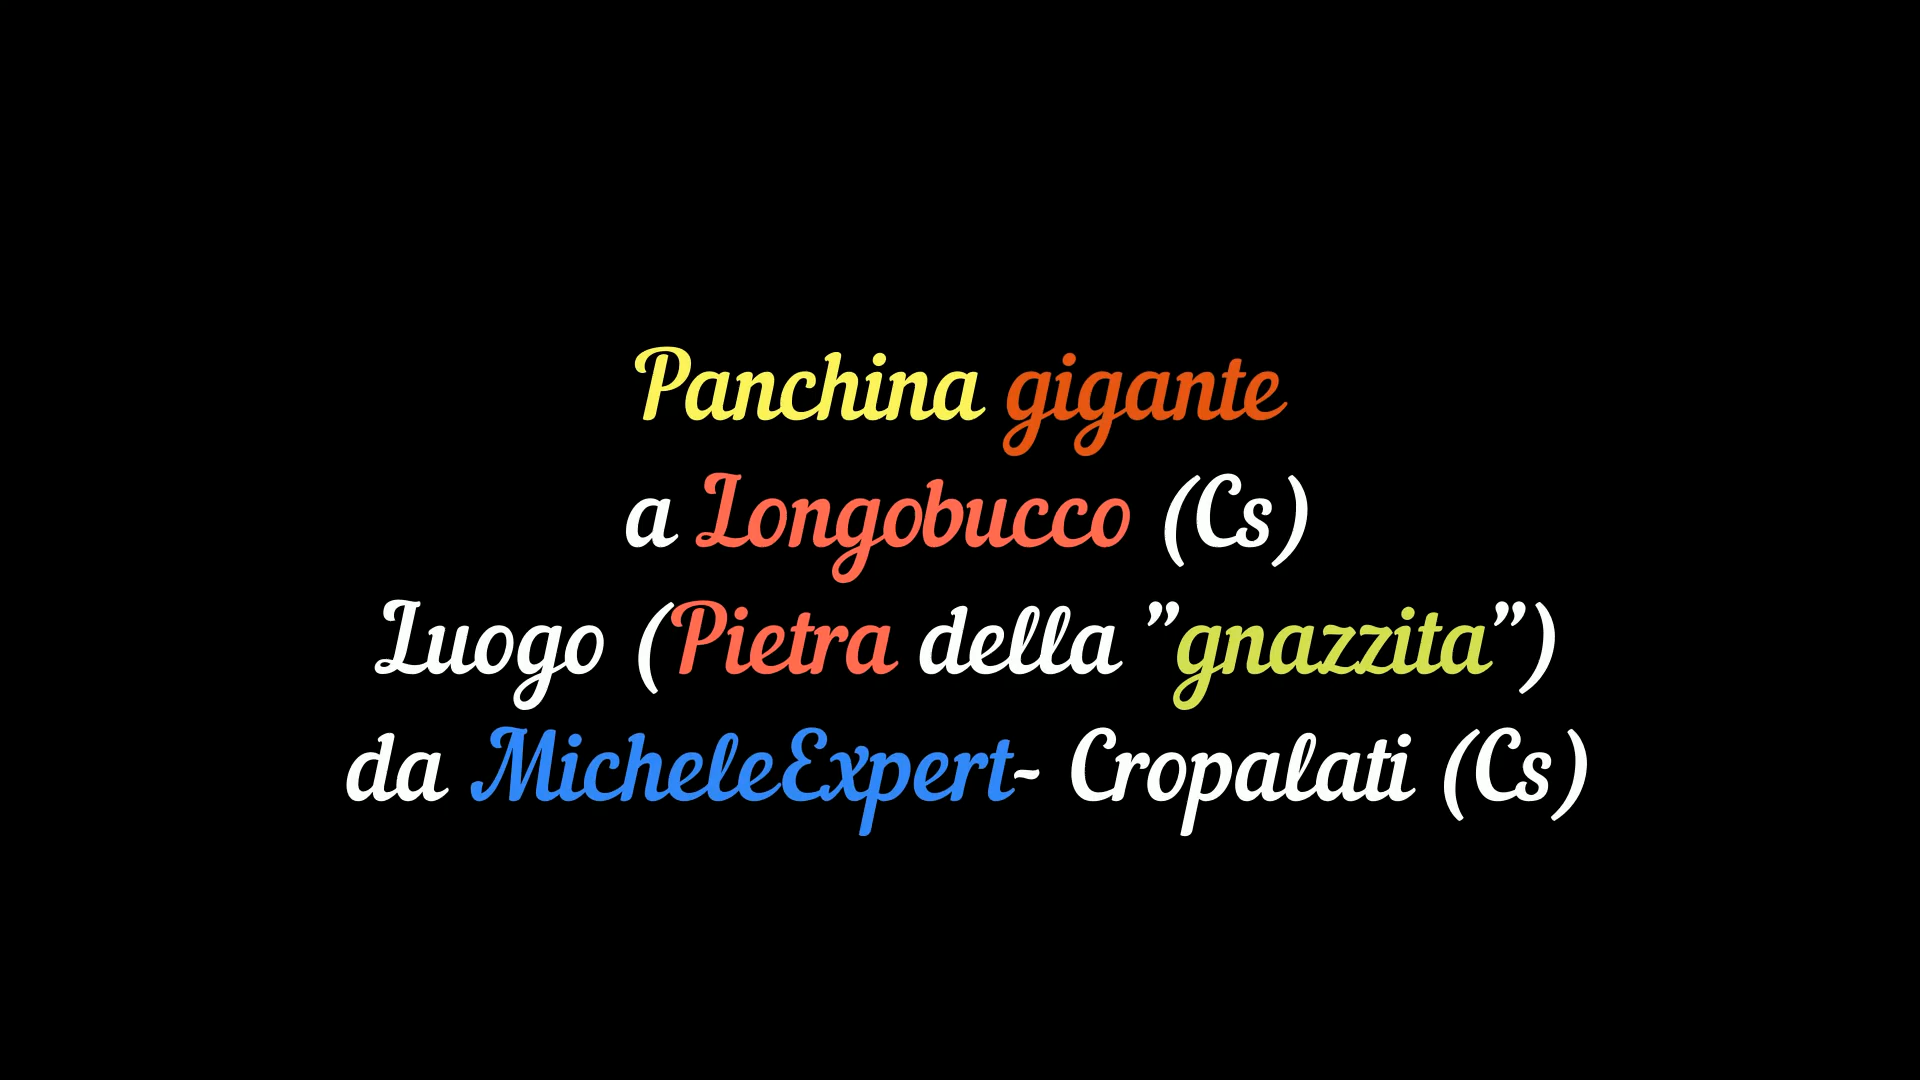 Panchina gigante
a Longobucco (Cs)
Luogo (Pietra della "gnazzita")
da MicheleExpert- Cropalati (Cs)